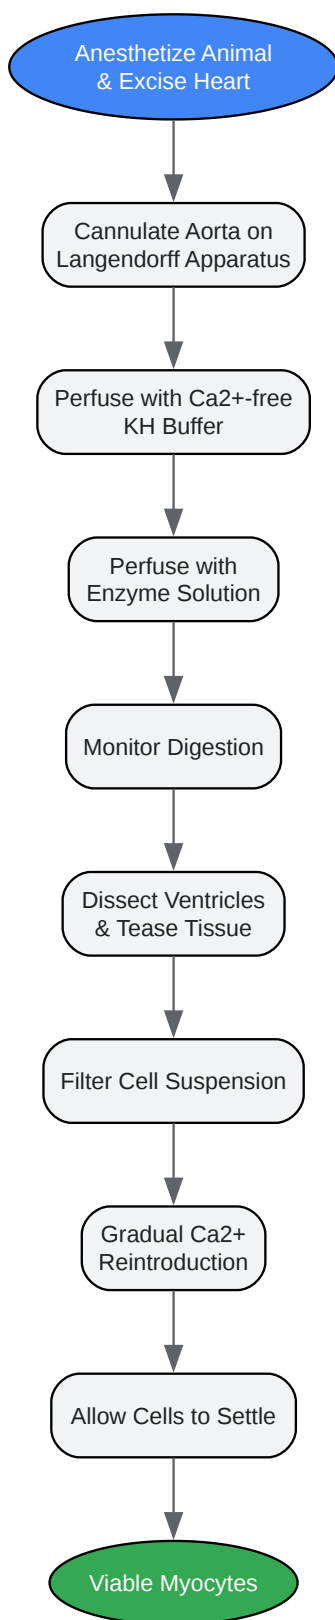 Anesthetize Animal
& Excise Heart
Cannulate Aorta on
Langendorff Apparatus
Perfuse with Ca2+-free
KH Buffer
Perfuse with
Enzyme Solution
Monitor Digestion
Dissect Ventricles
& Tease Tissue
Filter Cell Suspension
Gradual Ca2+
Reintroduction
Allow Cells to Settle
Viable Myocytes